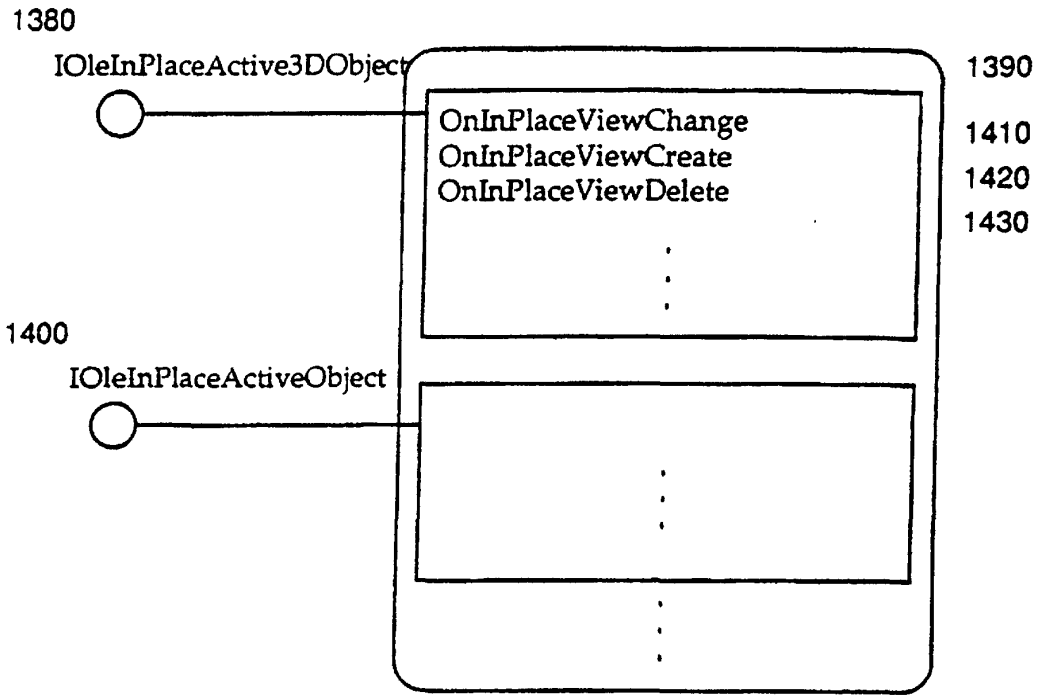 1380
IOleInPlaceActive3DObject
1390
OnInPlaceViewChange
1410
OnInPlaceViewCreate
1420
OnInPlaceViewDelete
1430
1400
IOleInPlaceActiveObject